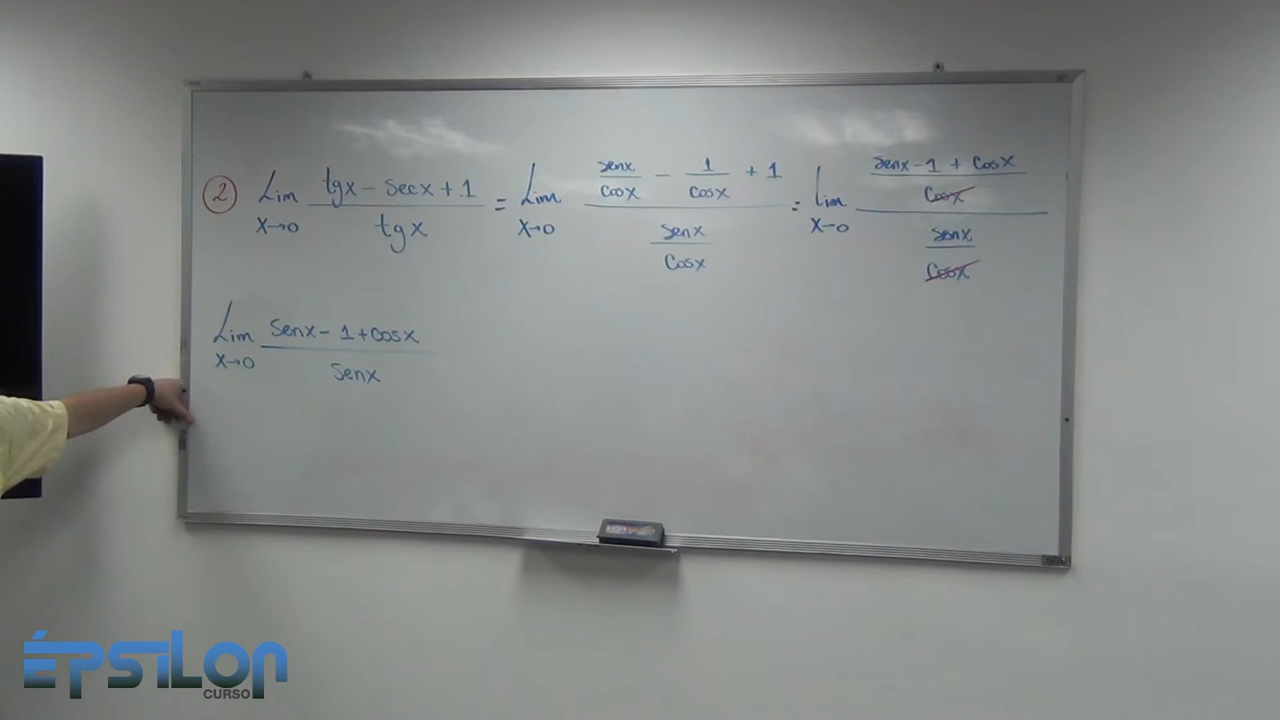 ② Lim x→0 (tgx - secx + 1)/(tgx) = Lim x→0 (senx/cosx - 1/cosx + 1)/(senx/cosx) = Lim x→0 ((senx - 1 + cosx)/cosx)/(senx/cosx)
Lim x→0 (senx - 1 + cosx)/(senx)
ÉPSILON
CURSO